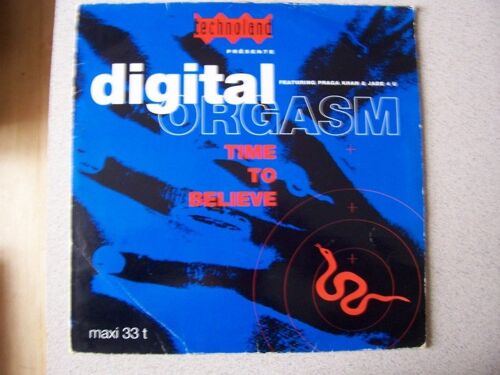 technoland
PRÉSENTE
digital
FEATURING: PRAGA: KHAN & JADE: 4: U
ORGASM
TIME
TO
BELIEVE
maxi 33 t